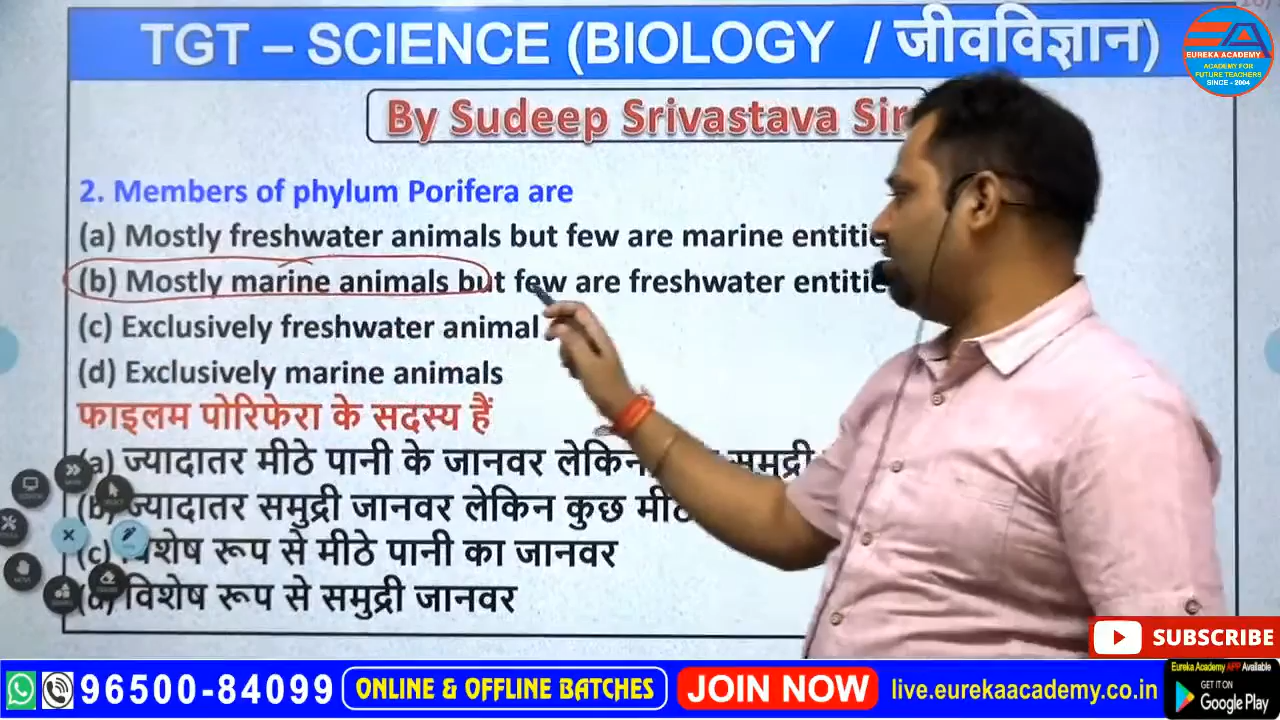 TGT – SCIENCE (BIOLOGY / जीवविज्ञान)
EUREKA ACADEMY
ACADEMY FOR
FUTURE TEACHERS
SINCE - 2004
By Sudeep Srivastava Sir
2. Members of phylum Porifera are
(a) Mostly freshwater animals but few are marine entitie
(b) Mostly marine animals but few are freshwater entitie
(c) Exclusively freshwater animal
(d) Exclusively marine animals
फाइलम पोरिफेरा के सदस्य हैं
(a) ज्यादातर मीठे पानी के जानवर लेकिन समुद्री
(b) ज्यादातर समुद्री जानवर लेकिन कुछ मीठे
(c) विशेष रूप से मीठे पानी का जानवर
(d) विशेष रूप से समुद्री जानवर
SUBSCRIBE
96500-84099
ONLINE & OFFLINE BATCHES
JOIN NOW
live.eurekaacademy.co.in
Eureka Academy APP Available
GET IT ON
Google Play